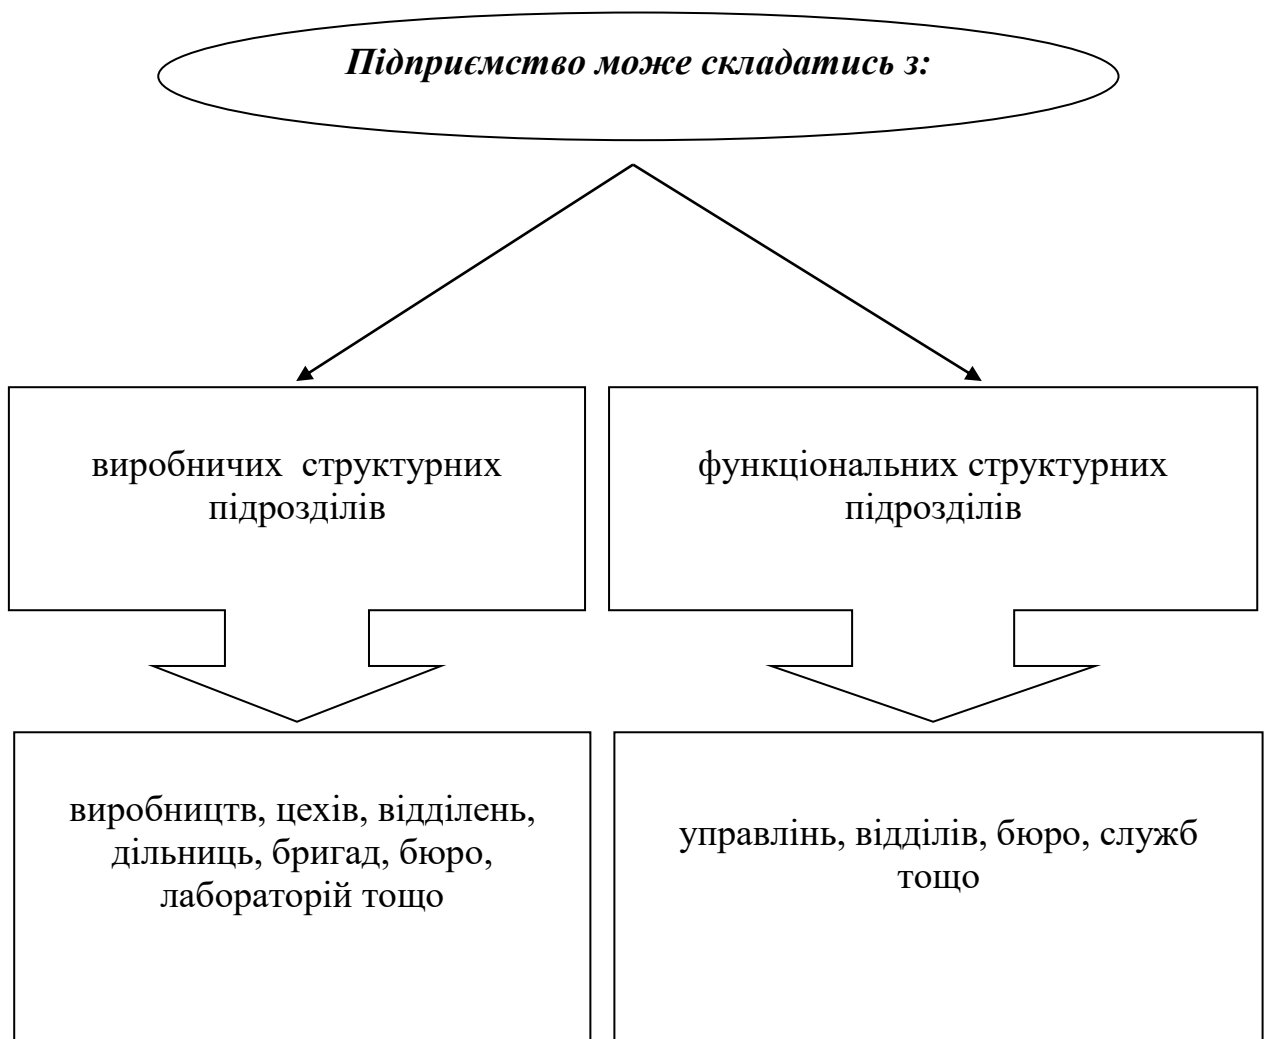 Підприємство може складатись з:
виробничих структурних
підрозділів
функціональних структурних
підрозділів
виробництв, цехів, відділень,
дільниць, бригад, бюро,
лабораторій тощо
управлінь, відділів, бюро, служб
тощо